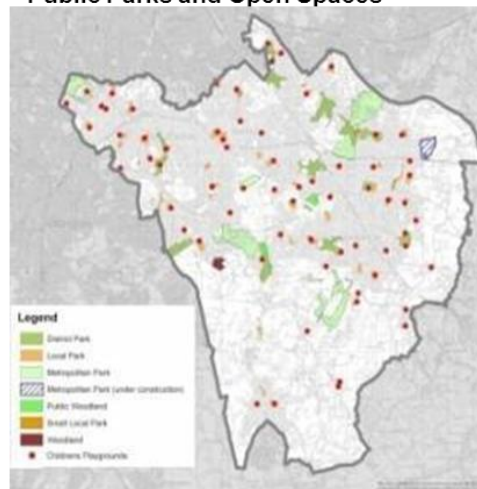 Public Parks and Open Spaces
Legend
District Park
Local Park
Metropolitan Park
Metropolitan Park (under construction)
Public Woodland
Small Local Park
Woodland
Childrens Playgrounds